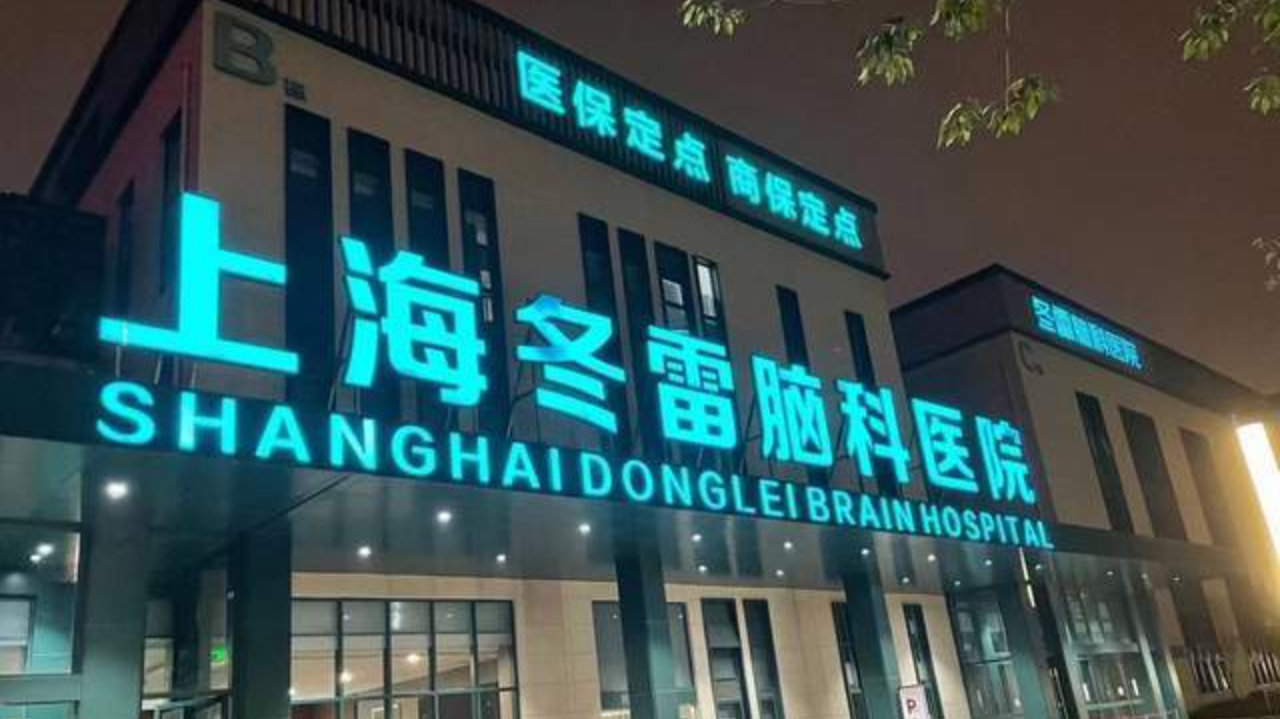 B
医保定点 商保定点
上海冬雷脑科医院
SHANGHAI DONGLEI BRAIN HOSPITAL
冬雷脑科医院
C
P